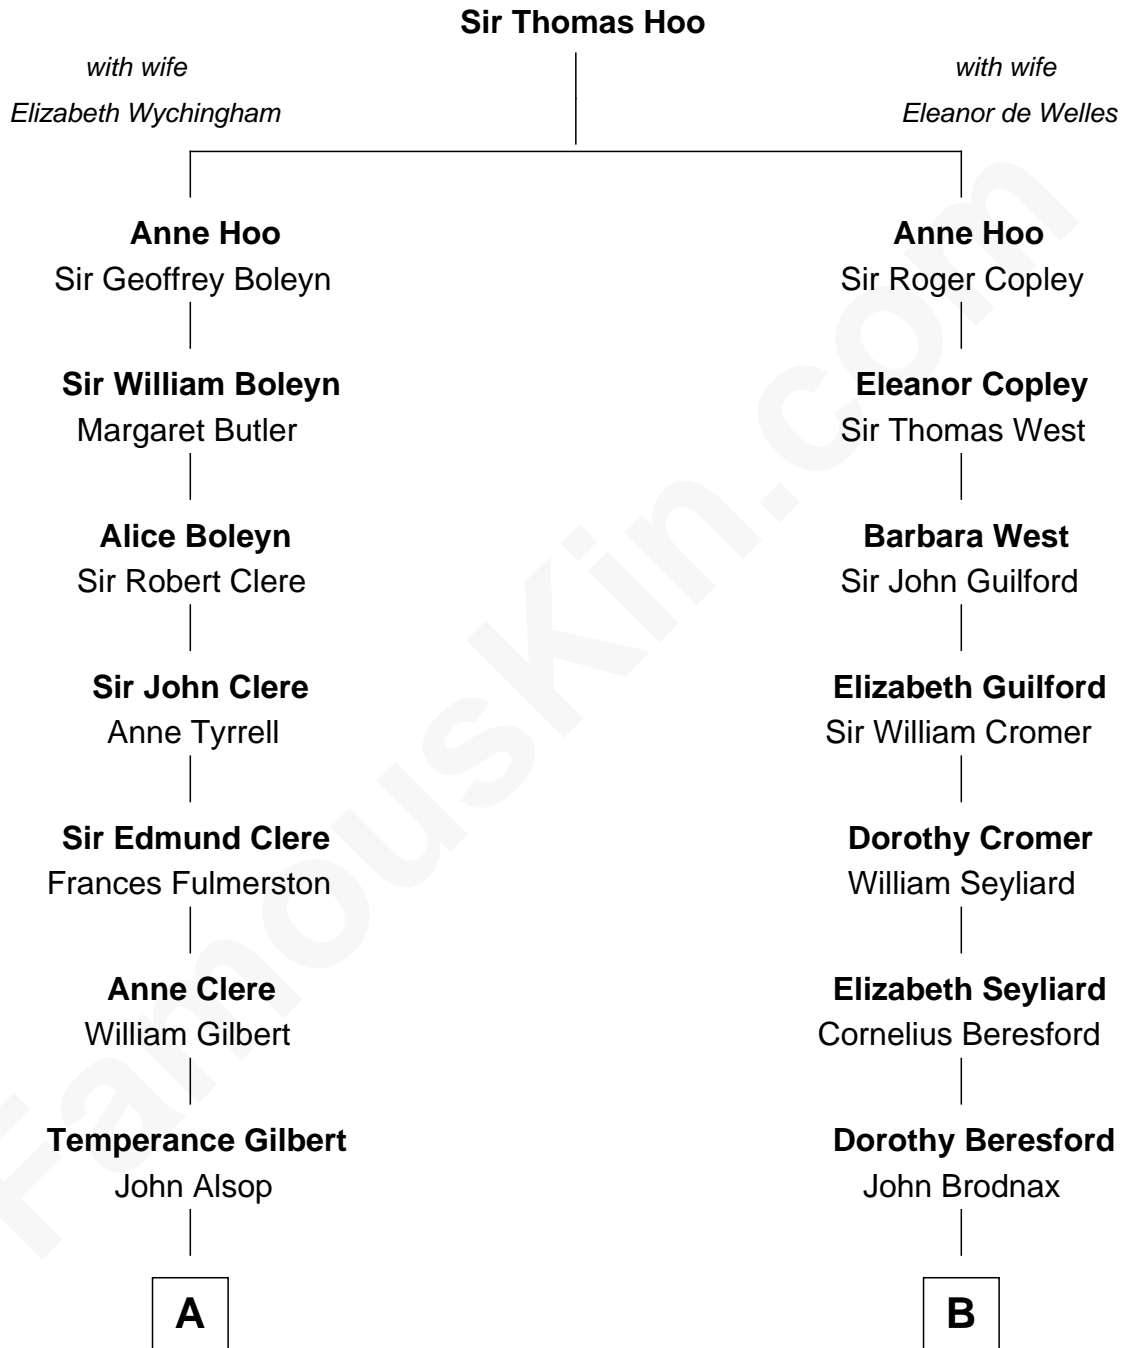 Sir Thomas Hoo
with wife
Elizabeth Wychingham
with wife
Eleanor de Welles
Anne Hoo
Sir Geoffrey Boleyn
Anne Hoo
Sir Roger Copley
Sir William Boleyn
Margaret Butler
Eleanor Copley
Sir Thomas West
Alice Boleyn
Sir Robert Clere
Barbara West
Sir John Guilford
Sir John Clere
Anne Tyrrell
Elizabeth Guilford
Sir William Cromer
Sir Edmund Clere
Frances Fulmerston
Dorothy Cromer
William Seyliard
Anne Clere
William Gilbert
Elizabeth Seyliard
Cornelius Beresford
Temperance Gilbert
John Alsop
Dorothy Beresford
John Brodnax
A
B
FamousKin.com